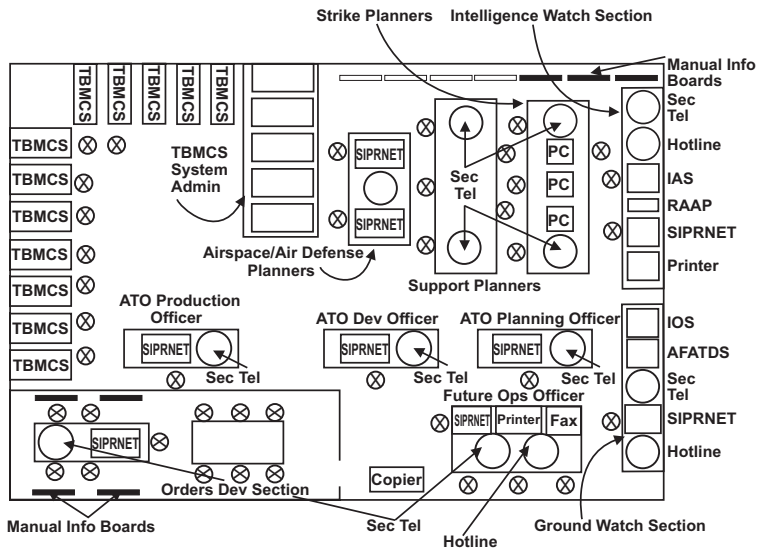 Strike Planners
Intelligence Watch Section
Manual Info
Boards
TBMCS
TBMCS
TBMCS
TBMCS
TBMCS
Sec
Tel
Hotline
IAS
RAAP
SIPRNET
Printer
TBMCS
TBMCS
TBMCS
TBMCS
TBMCS
TBMCS
TBMCS
TBMCS
System
Admin
SIPRNET
SIPRNET
Airspace/Air Defense
Planners
Sec
Tel
PC
PC
PC
Support Planners
ATO Production
Officer
SIPRNET
Sec Tel
ATO Dev Officer
SIPRNET
Sec Tel
ATO Planning Officer
SIPRNET
Sec Tel
IOS
AFATDS
Sec
Tel
SIPRNET
Hotline
Future Ops Officer
SIPRNET
Printer
Fax
SIPRNET
Orders Dev Section
Copier
Manual Info Boards
Sec Tel
Hotline
Ground Watch Section